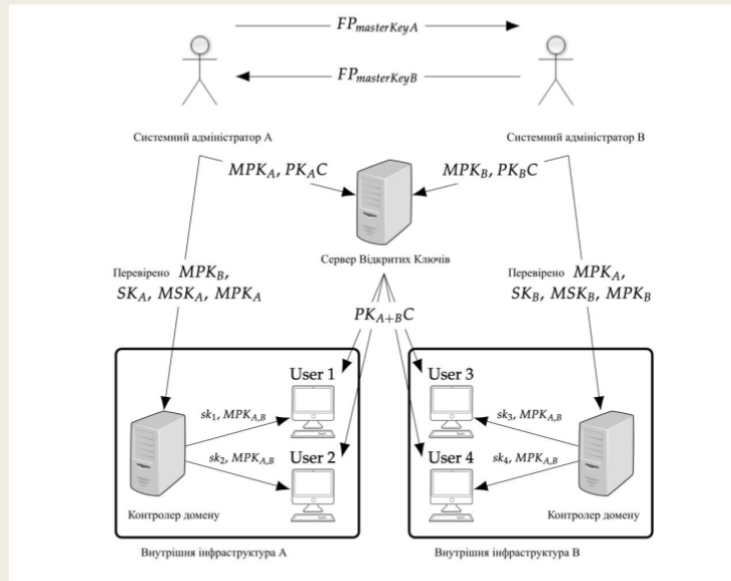 FP_masterKeyA
FP_masterKeyB
Системний адміністратор А
Системний адміністратор В
MPK_A, PK_AC
MPK_B, PK_BC
Сервер Відкритих Ключів
Перевірено MPK_B,
SK_A, MSK_A, MPK_A
Перевірено MPK_A,
SK_B, MSK_B, MPK_B
PK_A+BC
User 1
sk_1, MPK_A,B
User 2
sk_2, MPK_A,B
Контролер домену
User 3
sk_3, MPK_A,B
User 4
sk_4, MPK_A,B
Контролер домену
Внутрішня інфраструктура А
Внутрішня інфраструктура В